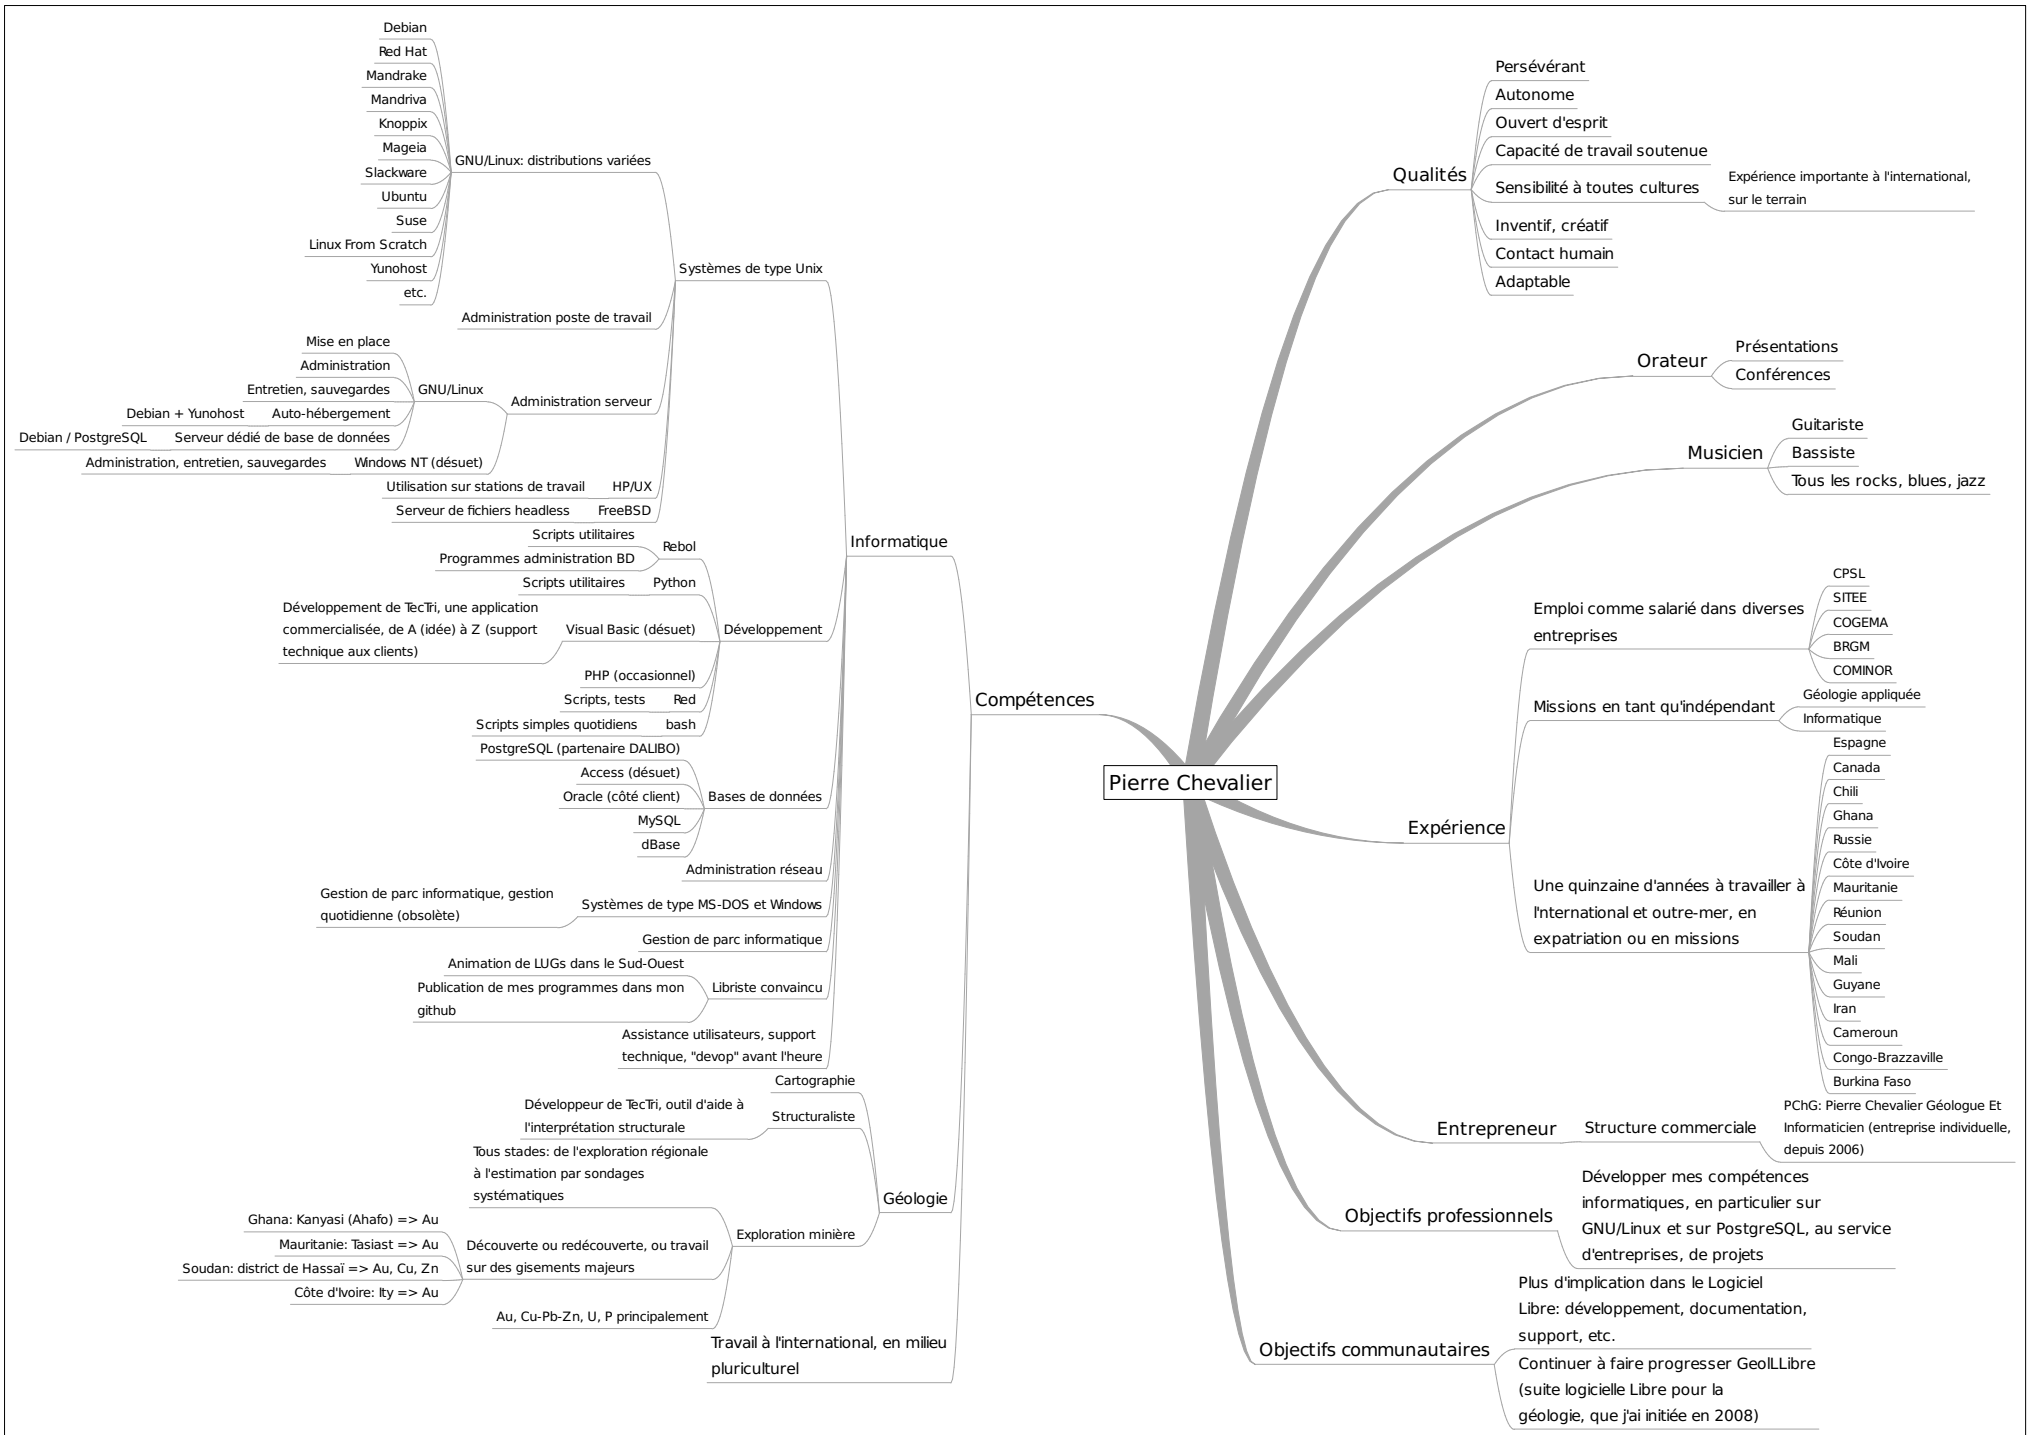 Pierre Chevalier
Qualités
Persévérant
Autonome
Ouvert d'esprit
Capacité de travail soutenue
Sensibilité à toutes cultures
Expérience importante à l'international,
sur le terrain
Inventif, créatif
Contact humain
Adaptable
Orateur
Présentations
Conférences
Musicien
Guitariste
Bassiste
Tous les rocks, blues, jazz
Expérience
Emploi comme salarié dans diverses
entreprises
CPSL
SITEE
COGEMA
BRGM
COMINOR
Missions en tant qu'indépendant
Géologie appliquée
Informatique
Une quinzaine d'années à travailler à
l'nternational et outre-mer, en
expatriation ou en missions
Espagne
Canada
Chili
Ghana
Russie
Côte d'Ivoire
Mauritanie
Réunion
Soudan
Mali
Guyane
Iran
Cameroun
Congo-Brazzaville
Burkina Faso
Entrepreneur
Structure commerciale
PChG: Pierre Chevalier Géologue Et
Informaticien (entreprise individuelle,
depuis 2006)
Objectifs professionnels
Développer mes compétences
informatiques, en particulier sur
GNU/Linux et sur PostgreSQL, au service
d'entreprises, de projets
Objectifs communautaires
Plus d'implication dans le Logiciel
Libre: développement, documentation,
support, etc.
Continuer à faire progresser GeolLLibre
(suite logicielle Libre pour la
géologie, que j'ai initiée en 2008)
Compétences
Informatique
Systèmes de type Unix
GNU/Linux: distributions variées
Debian
Red Hat
Mandrake
Mandriva
Knoppix
Mageia
Slackware
Ubuntu
Suse
Linux From Scratch
Yunohost
etc.
Administration poste de travail
Administration serveur
GNU/Linux
Mise en place
Administration
Entretien, sauvegardes
Auto-hébergement
Debian + Yunohost
Serveur dédié de base de données
Debian / PostgreSQL
Windows NT (désuet)
Administration, entretien, sauvegardes
HP/UX
Utilisation sur stations de travail
FreeBSD
Serveur de fichiers headless
Développement
Rebol
Scripts utilitaires
Programmes administration BD
Python
Scripts utilitaires
Visual Basic (désuet)
Développement de TecTri, une application
commercialisée, de A (idée) à Z (support
technique aux clients)
PHP (occasionnel)
Red
Scripts, tests
bash
Scripts simples quotidiens
Bases de données
PostgreSQL (partenaire DALIBO)
Access (désuet)
Oracle (côté client)
MySQL
dBase
Administration réseau
Systèmes de type MS-DOS et Windows
Gestion de parc informatique, gestion
quotidienne (obsolète)
Gestion de parc informatique
Libriste convaincu
Animation de LUGs dans le Sud-Ouest
Publication de mes programmes dans mon
github
Assistance utilisateurs, support
technique, "devop" avant l'heure
Géologie
Cartographie
Structuraliste
Développeur de TecTri, outil d'aide à
l'interprétation structurale
Exploration minière
Tous stades: de l'exploration régionale
à l'estimation par sondages
systématiques
Découverte ou redécouverte, ou travail
sur des gisements majeurs
Ghana: Kanyasi (Ahafo) => Au
Mauritanie: Tasiast => Au
Soudan: district de Hassaï => Au, Cu, Zn
Côte d'Ivoire: Ity => Au
Au, Cu-Pb-Zn, U, P principalement
Travail à l'international, en milieu
pluriculturel